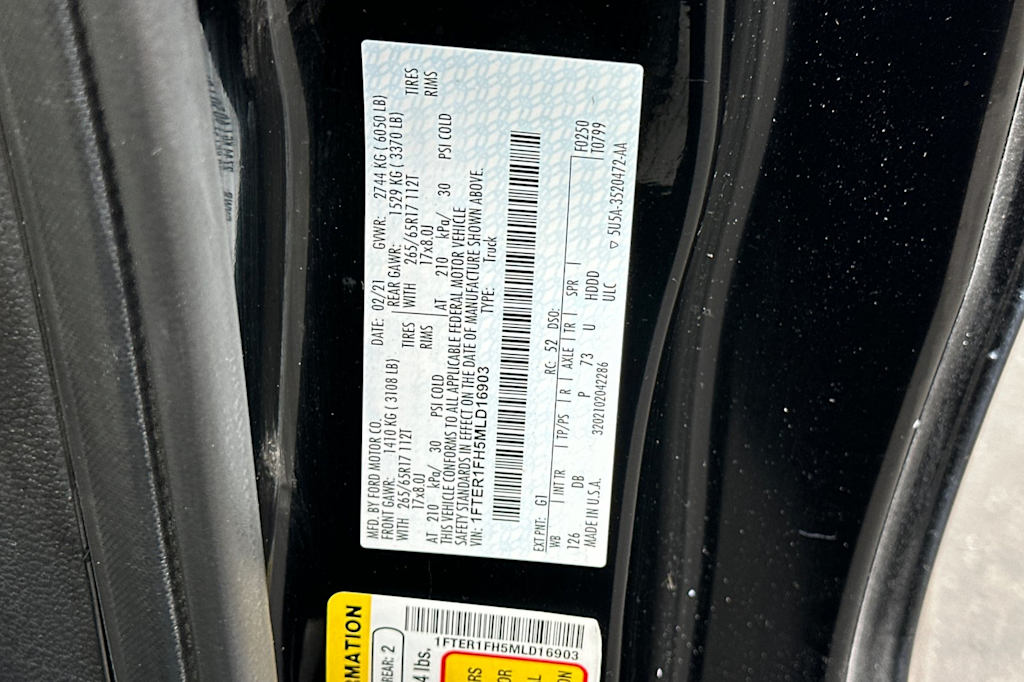 MFD. BY FORD MOTOR CO.
DATE: 02/21 GVWR: 2744 KG ( 6050 LB)
FRONT GAWR: 1410 KG ( 3108 LB)
REAR GAWR: 1529 KG ( 3370 LB)
WITH 265/65R17 112T TIRES
WITH 265/65R17 112T TIRES
17x8.0J RIMS
17x8.0J RIMS
AT 210 kPa/ 30 PSI COLD
AT 210 kPa/ 30 PSI COLD
THIS VEHICLE CONFORMS TO ALL APPLICABLE FEDERAL MOTOR VEHICLE
SAFETY STANDARDS IN EFFECT ON THE DATE OF MANUFACTURE SHOWN ABOVE.
VIN: 1FTER1FH5MLD16903 TYPE: Truck
EXT PNT: G1 RC: 52 DSO: F0250
WB INT TR TP/PS R AXLE TR SPR T0799
126 DB P 73 U HDDD
3202102042286
MADE IN U.S.A. ULC
▽ 5U5A-3520472-AA
RMATION
REAR: 2
4 lbs.
1FTER1FH5MLD16903